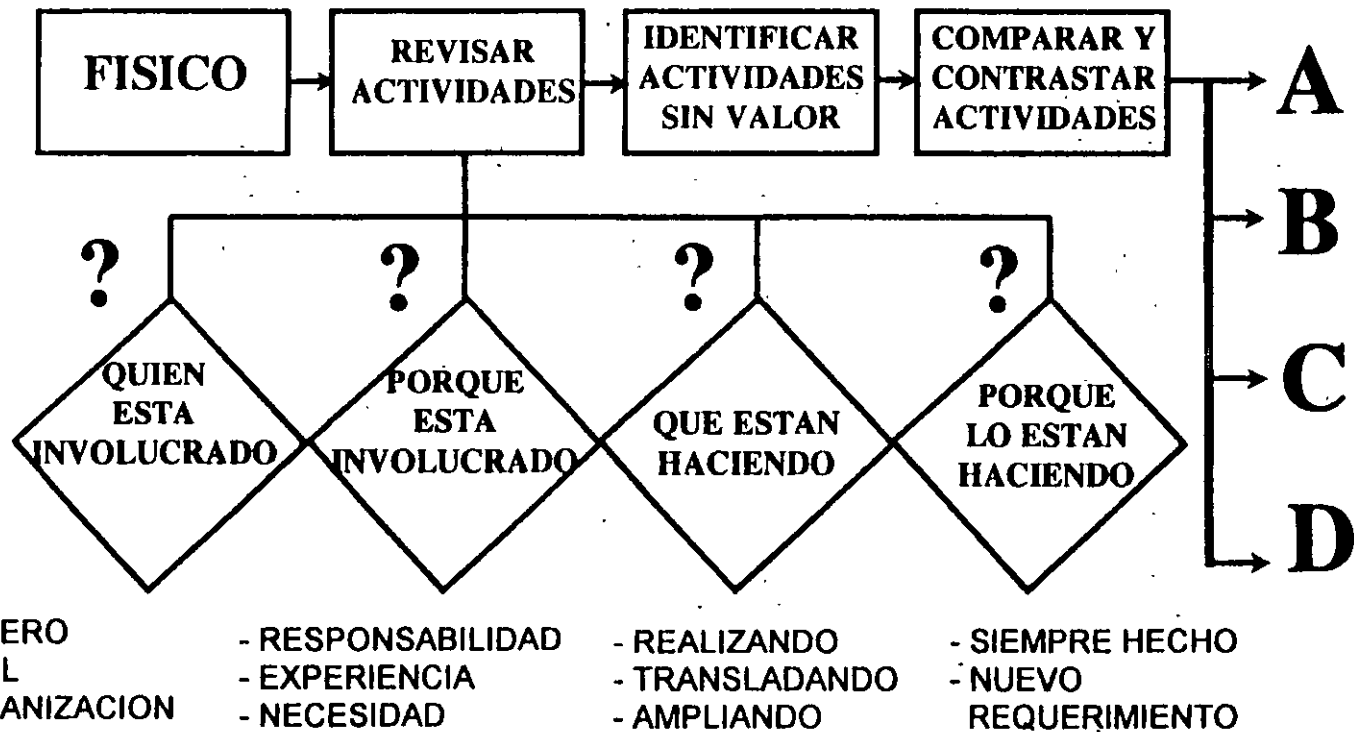 FISICO
REVISAR
ACTIVIDADES
IDENTIFICAR
ACTIVIDADES
SIN VALOR
COMPARAR Y
CONTRASTAR
ACTIVIDADES
A
B
C
D
?
?
?
?
QUIEN
ESTA
INVOLUCRADO
PORQUE
ESTA
INVOLUCRADO
QUE ESTAN
HACIENDO
PORQUE
LO ESTAN
HACIENDO
ERO
L
ANIZACION
- RESPONSABILIDAD
- EXPERIENCIA
- NECESIDAD
- REALIZANDO
- TRANSLADANDO
- AMPLIANDO
- SIEMPRE HECHO
- NUEVO
REQUERIMIENTO